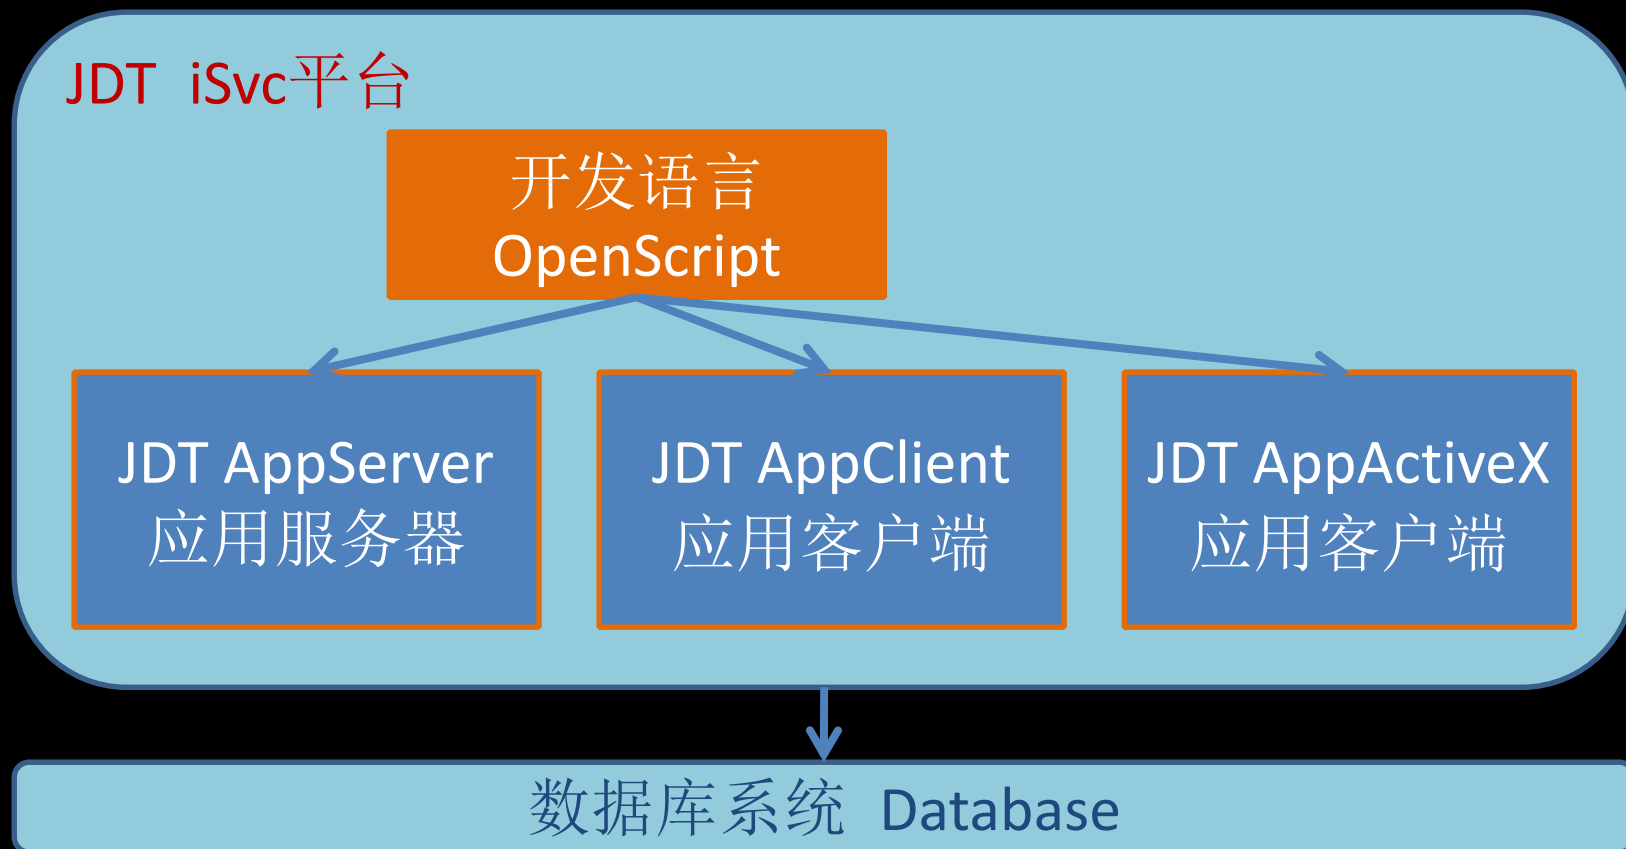 JDT iSvc平台
开发语言
OpenScript
JDT AppServer
应用服务器
JDT AppClient
应用客户端
JDT AppActiveX
应用客户端
数据库系统 Database